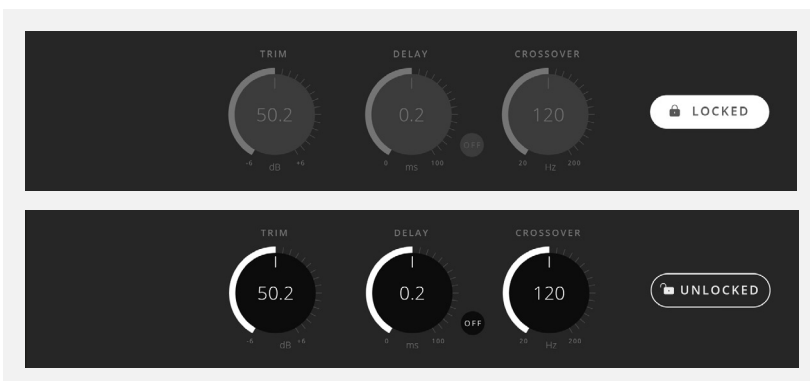 TRIM DELAY CROSSOVER
50.2 0.2 120 LOCKED
OFF
-6 +6 0 100 20 200
dB ms Hz
TRIM DELAY CROSSOVER
50.2 0.2 120 UNLOCKED
OFF
-6 +6 0 100 20 200
dB ms Hz